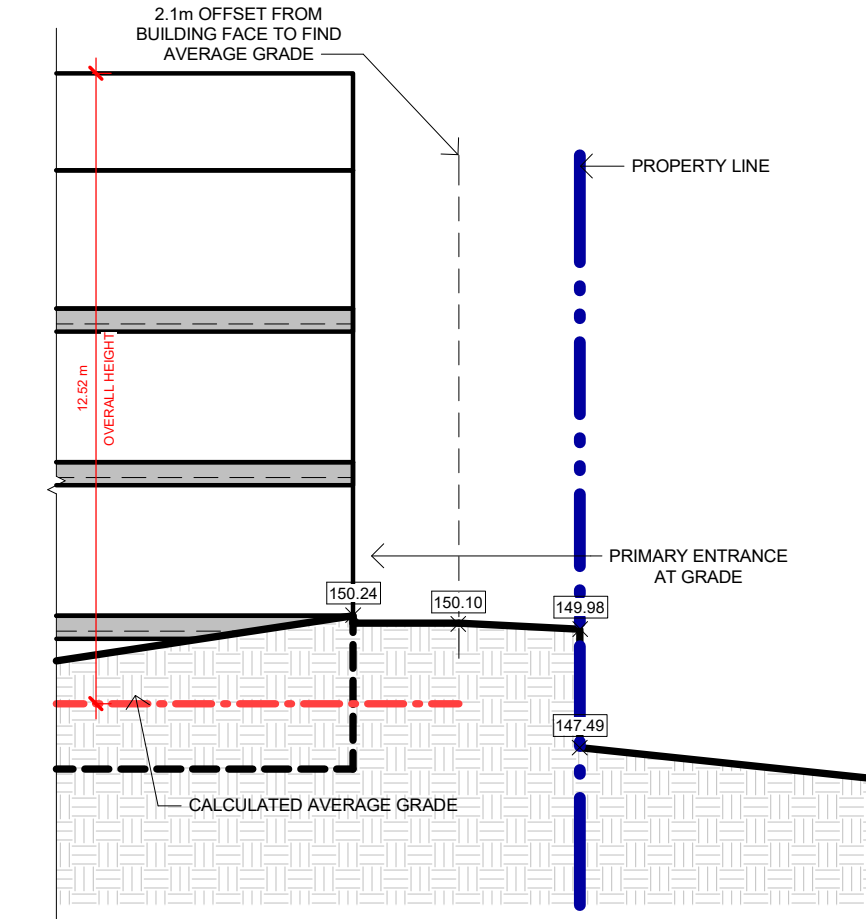 2.1m OFFSET FROM
BUILDING FACE TO FIND
AVERAGE GRADE
PROPERTY LINE
12.52 m
OVERALL HEIGHT
PRIMARY ENTRANCE
AT GRADE
150.24
150.10
149.98
147.49
CALCULATED AVERAGE GRADE